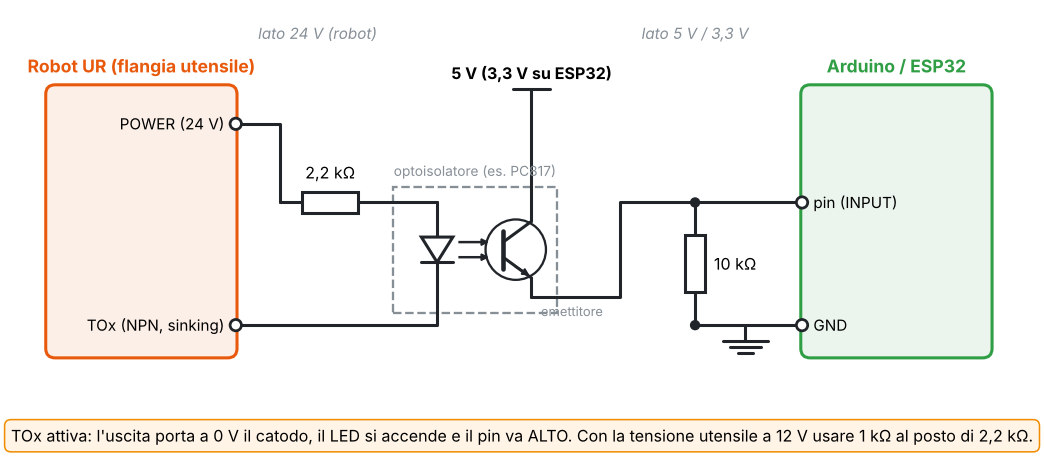 lato 24 V (robot)
lato 5 V / 3,3 V
Robot UR (flangia utensile)
5 V (3,3 V su ESP32)
Arduino / ESP32
POWER (24 V)
2,2 kΩ
optoisolatore (es. PC817)
pin (INPUT)
10 kΩ
emettitore
TOx (NPN, sinking)
GND
TOx attiva: l'uscita porta a 0 V il catodo, il LED si accende e il pin va ALTO. Con la tensione utensile a 12 V usare 1 kΩ al posto di 2,2 kΩ.